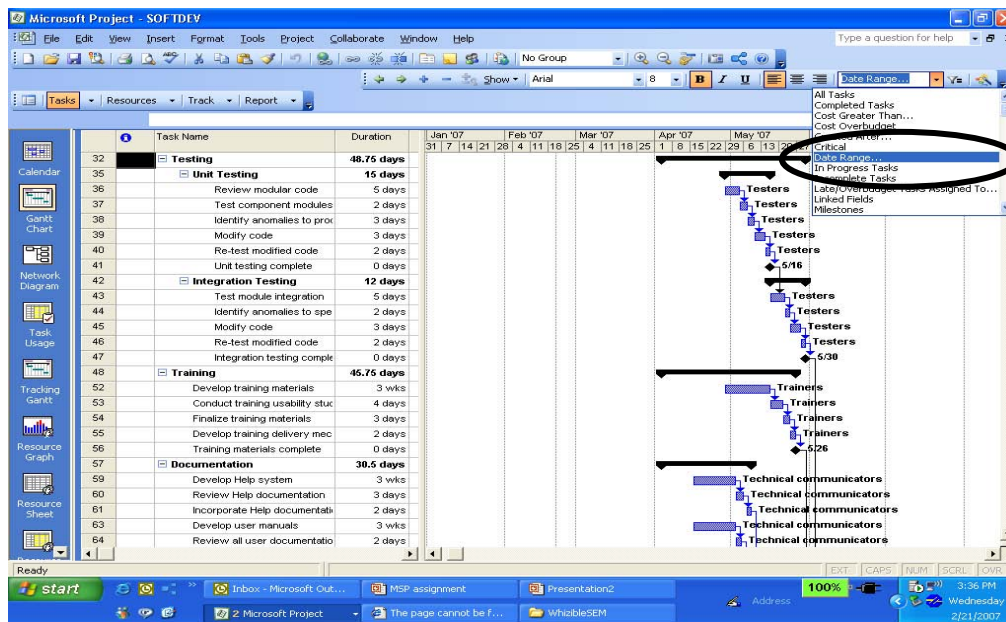 Microsoft Project - SOFTDEV
File Edit View Insert Format Tools Project Collaborate Window Help
Type a question for help
No Group
Show Arial 8 B I U Date Range...
Tasks Resources Track Report
All Tasks
Completed Tasks
Cost Greater Than...
Cost Overbudget
After...
Critical
Date Range...
In Progress Tasks
Incomplete Tasks
Late/Overbudget Tasks Assigned To...
Linked Fields
Milestones
Task Name Duration
Jan '07 Feb '07 Mar '07 Apr '07 May '07
31 7 14 21 28 4 11 18 25 4 11 18 25 1 8 15 22 29 6 13 20 27
32 Testing 48.75 days
35 Unit Testing 15 days
36 Review modular code 5 days Testers
37 Test component modules 2 days Testers
38 Identify anomalies to proc 3 days Testers
39 Modify code 3 days Testers
40 Re-test modified code 2 days Testers
41 Unit testing complete 0 days 5/16
42 Integration Testing 12 days
43 Test module integration 5 days Testers
44 Identify anomalies to spe 2 days Testers
45 Modify code 3 days Testers
46 Re-test modified code 2 days Testers
47 Integration testing comple 0 days 5/30
48 Training 45.75 days
52 Develop training materials 3 wks Trainers
53 Conduct training usability stuc 4 days Trainers
54 Finalize training materials 3 days Trainers
55 Develop training delivery mec 2 days Trainers
56 Training materials complete 0 days 5/26
57 Documentation 30.5 days
59 Develop Help system 3 wks Technical communicators
60 Review Help documentation 3 days Technical communicators
61 Incorporate Help documentati 2 days Technical communicators
63 Develop user manuals 3 wks Technical communicators
64 Review all user documentatio 2 days Technical communicators
Calendar
Gantt
Chart
Network
Diagram
Task
Usage
Tracking
Gantt
Resource
Graph
Resource
Sheet
Ready
EXT CAPS NUM SCRL OVR
start
Inbox - Microsoft Out...
MSP assignment
Presentation2
100%
3:36 PM
2 Microsoft Project
The page cannot be f...
WhizibleSEM
Address
Wednesday
2/21/2007